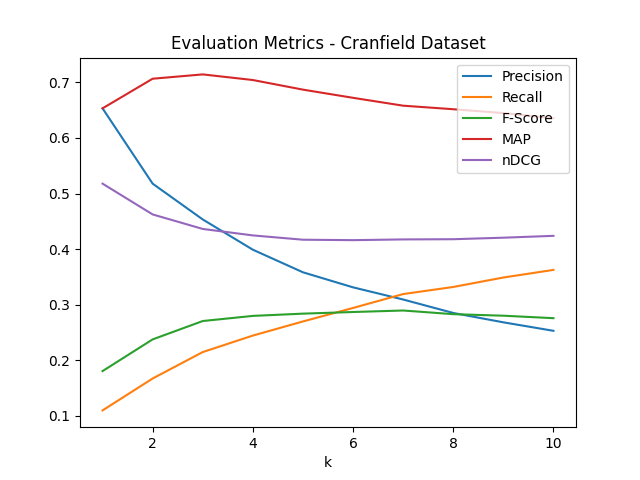 Evaluation Metrics - Cranfield Dataset
Precision
Recall
F-Score
MAP
nDCG
0.7
0.6
0.5
0.4
0.3
0.2
0.1
2 4 6 8 10
k